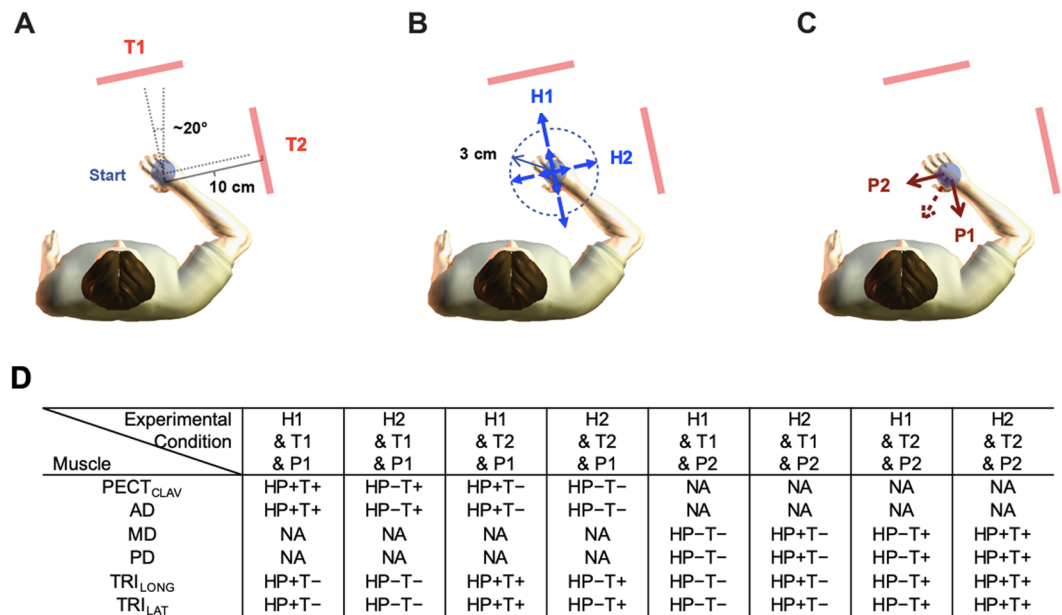 A
B
C
T1
~20°
T2
Start
10 cm
H1
3 cm
H2
P2
P1
D
Experimental Condition Muscle | H1 & T1 & P1 | H2 & T1 & P1 | H1 & T2 & P1 | H2 & T2 & P1 | H1 & T1 & P2 | H2 & T1 & P2 | H1 & T2 & P2 | H2 & T2 & P2
PECTCLAV HP+T+ HP−T+ HP+T− HP−T− NA NA NA NA
AD HP+T+ HP−T+ HP+T− HP−T− NA NA NA NA
MD NA NA NA NA HP−T− HP+T− HP−T+ HP+T+
PD NA NA NA NA HP−T− HP+T− HP−T+ HP+T+
TRILONG HP+T− HP−T− HP+T+ HP−T+ HP−T− HP+T− HP−T+ HP+T+
TRILAT HP+T− HP−T− HP+T+ HP−T+ HP−T− HP+T− HP−T+ HP+T+